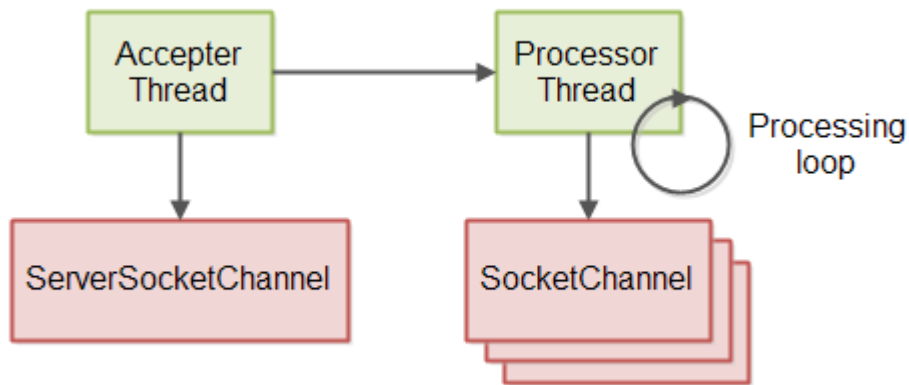 Accepter
Thread
Processor
Thread
Processing
loop
ServerSocketChannel
SocketChannel